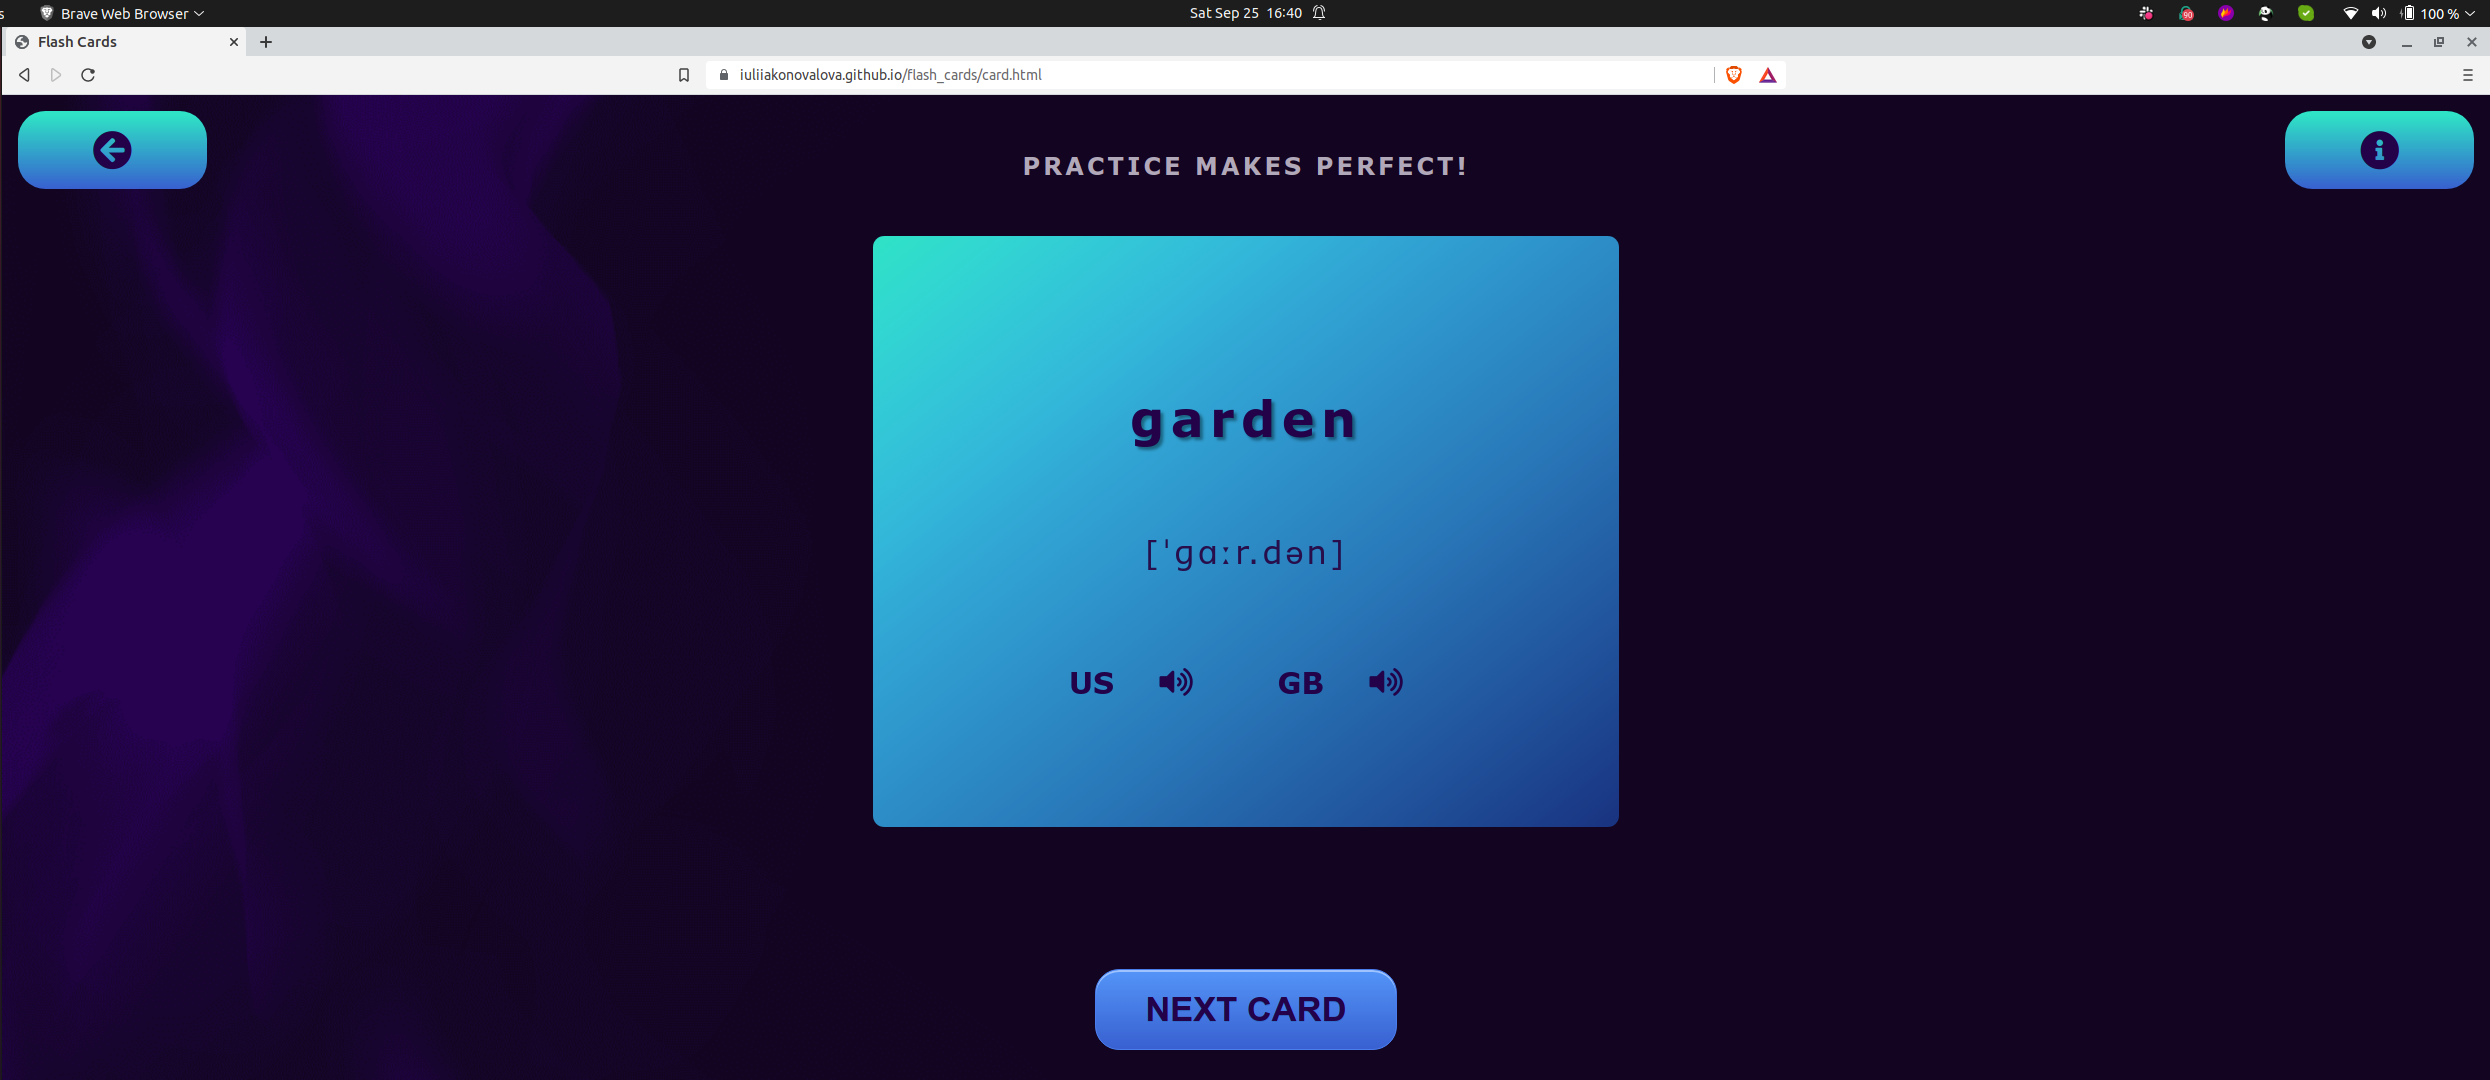 s
Brave Web Browser
Sat Sep 25 16:40
90
100 %
Flash Cards
iuliiakonovalova.github.io/flash_cards/card.html
PRACTICE MAKES PERFECT!
garden
[ˈɡɑːr.dən]
US
GB
NEXT CARD